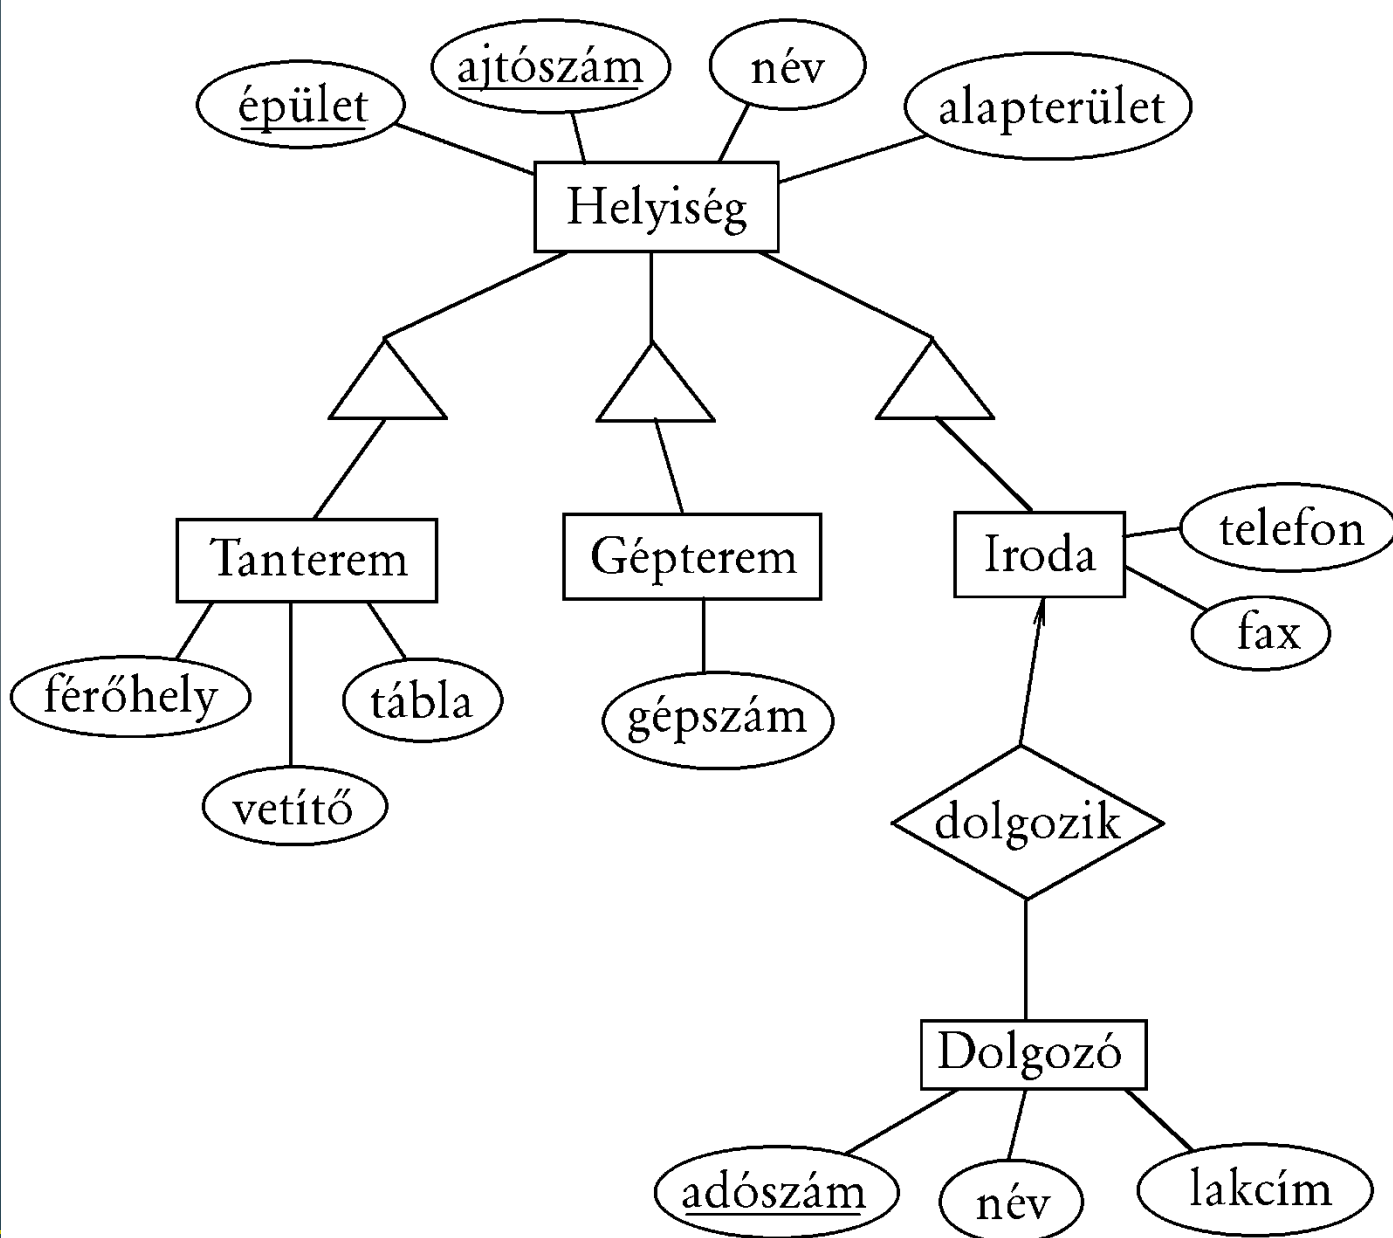 épület
ajtószám
név
alapterület
Helyiség
Tanterem
Gépterem
Iroda
telefon
fax
férőhely
vetítő
tábla
gépszám
dolgozik
Dolgozó
adószám
név
lakcím